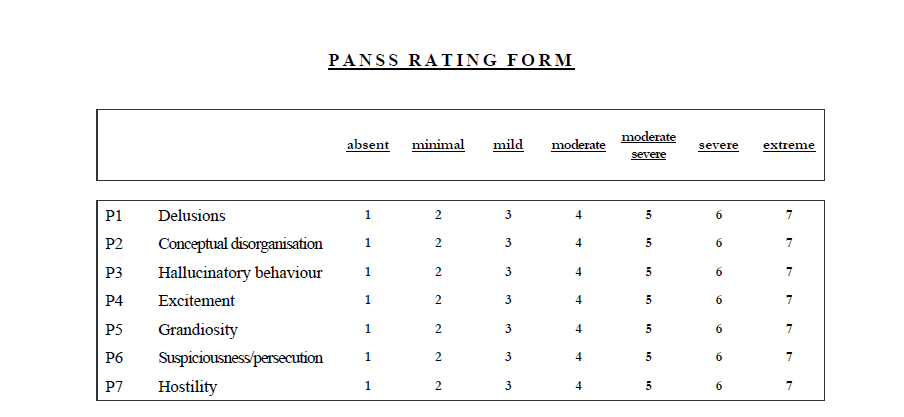 PANSS RATING FORM
absent minimal mild moderate moderate severe severe extreme
P1 Delusions 1 2 3 4 5 6 7
P2 Conceptual disorganisation 1 2 3 4 5 6 7
P3 Hallucinatory behaviour 1 2 3 4 5 6 7
P4 Excitement 1 2 3 4 5 6 7
P5 Grandiosity 1 2 3 4 5 6 7
P6 Suspiciousness/persecution 1 2 3 4 5 6 7
P7 Hostility 1 2 3 4 5 6 7